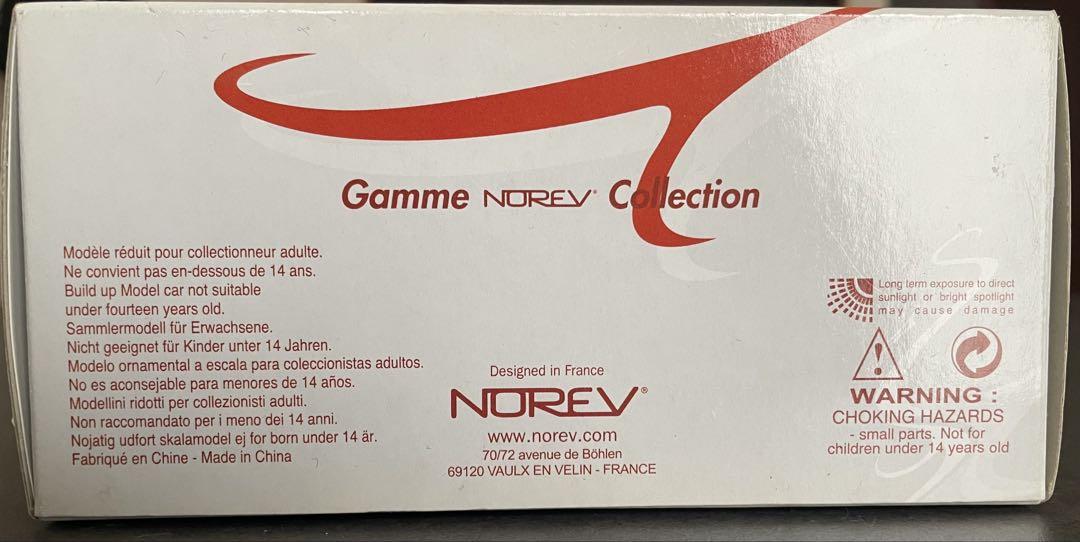 Gamme NOREV® Collection
Modèle réduit pour collectionneur adulte.
Ne convient pas en-dessous de 14 ans.
Build up Model car not suitable
under fourteen years old.
Sammlermodell für Erwachsene.
Nicht geeignet für Kinder unter 14 Jahren.
Modelo ornamental a escala para coleccionistas adultos.
No es aconsejable para menores de 14 años.
Modellini ridotti per collezionisti adulti.
Non raccomandato per i meno dei 14 anni.
Nojatig udfort skalamodel ej for born under 14 är.
Fabriqué en Chine - Made in China
Designed in France
NOREV®
www.norev.com
70/72 avenue de Böhlen
69120 VAULX EN VELIN - FRANCE
Long term exposure to direct
sunlight or bright spotlight
may cause damage
WARNING :
CHOKING HAZARDS
- small parts. Not for
children under 14 years old